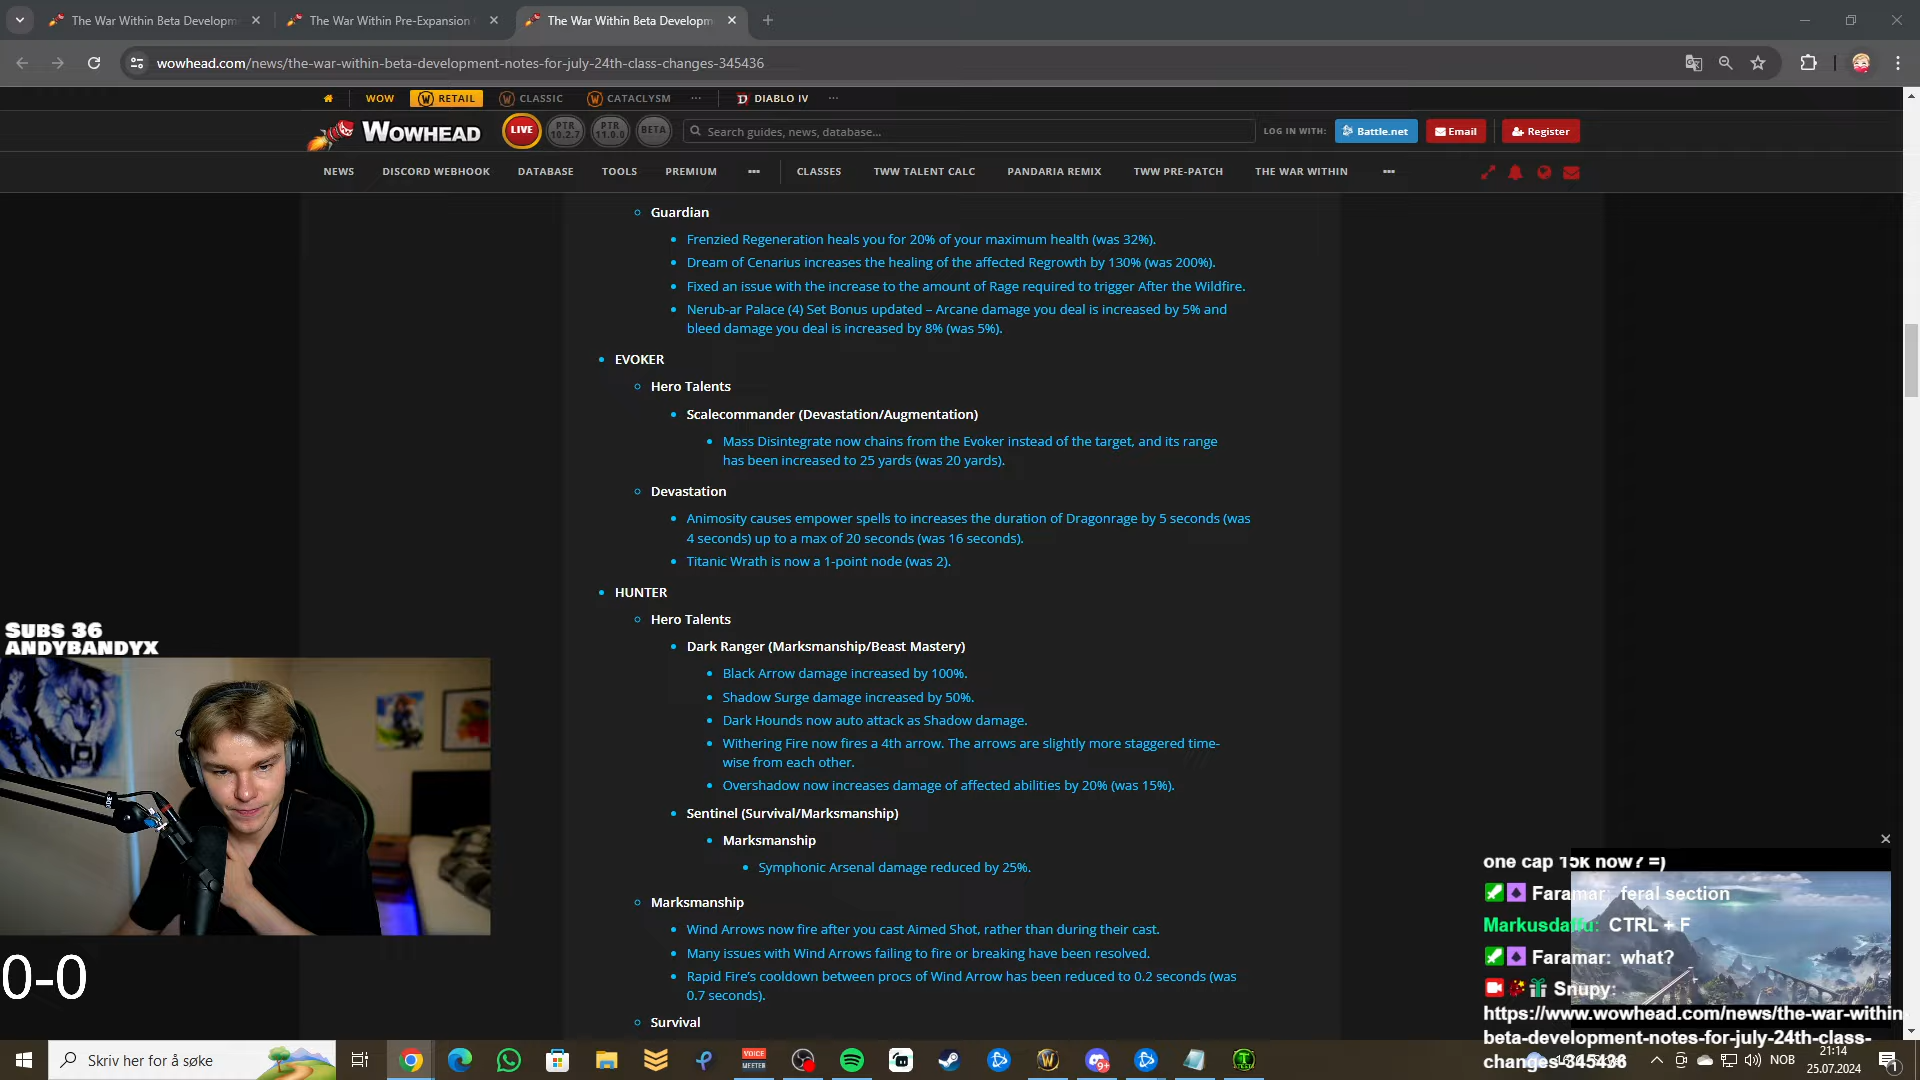 The War Within Beta Developm
The War Within Pre-Expansion
The War Within Beta Developm
wowhead.com/news/the-war-within-beta-development-notes-for-july-24th-class-changes-345436
WOW
RETAIL
CLASSIC
CATACLYSM
DIABLO IV
WOWHEAD
LIVE
PTR 10.2.7
PTR 11.0.0
BETA
Search guides, news, database...
LOG IN WITH:
Battle.net
Email
Register
NEWS
DISCORD WEBHOOK
DATABASE
TOOLS
PREMIUM
CLASSES
TWW TALENT CALC
PANDARIA REMIX
TWW PRE-PATCH
THE WAR WITHIN
Guardian
Frenzied Regeneration heals you for 20% of your maximum health (was 32%).
Dream of Cenarius increases the healing of the affected Regrowth by 130% (was 200%).
Fixed an issue with the increase to the amount of Rage required to trigger After the Wildfire.
Nerub-ar Palace (4) Set Bonus updated – Arcane damage you deal is increased by 5% and
bleed damage you deal is increased by 8% (was 5%).
EVOKER
Hero Talents
Scalecommander (Devastation/Augmentation)
Mass Disintegrate now chains from the Evoker instead of the target, and its range
has been increased to 25 yards (was 20 yards).
Devastation
Animosity causes empower spells to increases the duration of Dragonrage by 5 seconds (was
4 seconds) up to a max of 20 seconds (was 16 seconds).
Titanic Wrath is now a 1-point node (was 2).
HUNTER
Hero Talents
Dark Ranger (Marksmanship/Beast Mastery)
Black Arrow damage increased by 100%.
Shadow Surge damage increased by 50%.
Dark Hounds now auto attack as Shadow damage.
Withering Fire now fires a 4th arrow. The arrows are slightly more staggered time-
wise from each other.
Overshadow now increases damage of affected abilities by 20% (was 15%).
Sentinel (Survival/Marksmanship)
Marksmanship
Symphonic Arsenal damage reduced by 25%.
Marksmanship
Wind Arrows now fire after you cast Aimed Shot, rather than during their cast.
Many issues with Wind Arrows failing to fire or breaking have been resolved.
Rapid Fire's cooldown between procs of Wind Arrow has been reduced to 0.2 seconds (was
0.7 seconds).
Survival
SUBS 36
ANDYBANDYX
0-0
one cap 15k now? =)
Faramar: feral section
Markusdaffu: CTRL + F
Faramar: what?
Snupy:
https://www.wowhead.com/news/the-war-within-
beta-development-notes-for-july-24th-class-
changes-345436
Skriv her for å søke
VOICE MEETER
9+
NOB
21:14
25.07.2024
1